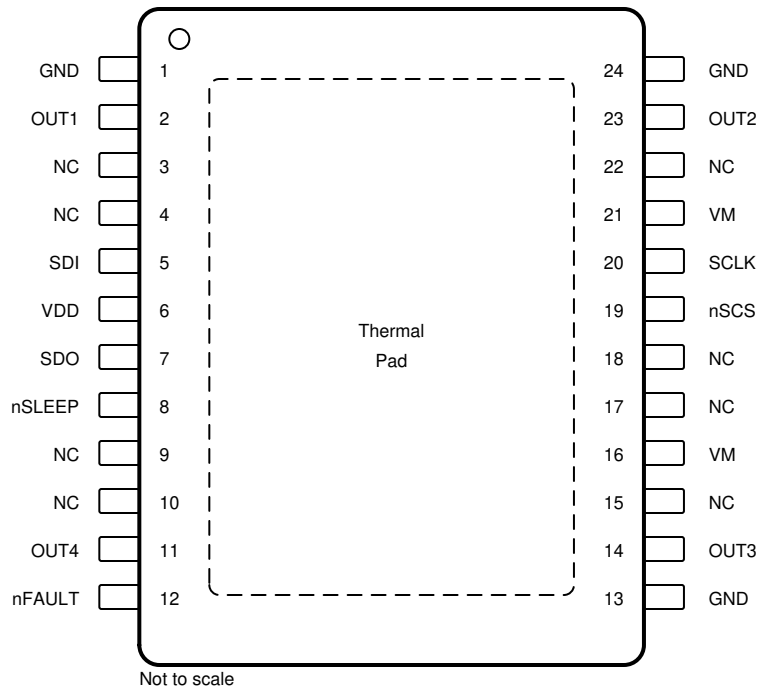 GND 1 24 GND
OUT1 2 23 OUT2
NC 3 22 NC
NC 4 21 VM
SDI 5 20 SCLK
VDD 6 19 nSCS
Thermal
Pad
SDO 7 18 NC
nSLEEP 8 17 NC
NC 9 16 VM
NC 10 15 NC
OUT4 11 14 OUT3
nFAULT 12 13 GND
Not to scale